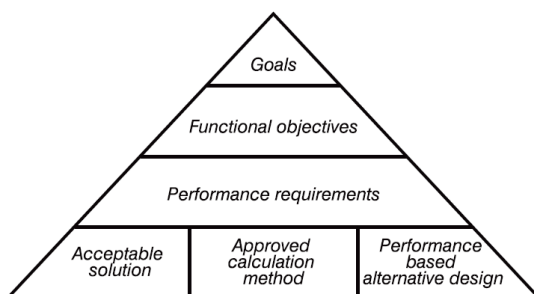 Goals
Functional objectives
Performance requirements
Acceptable
solution
Approved
calculation
method
Performance
based
alternative design